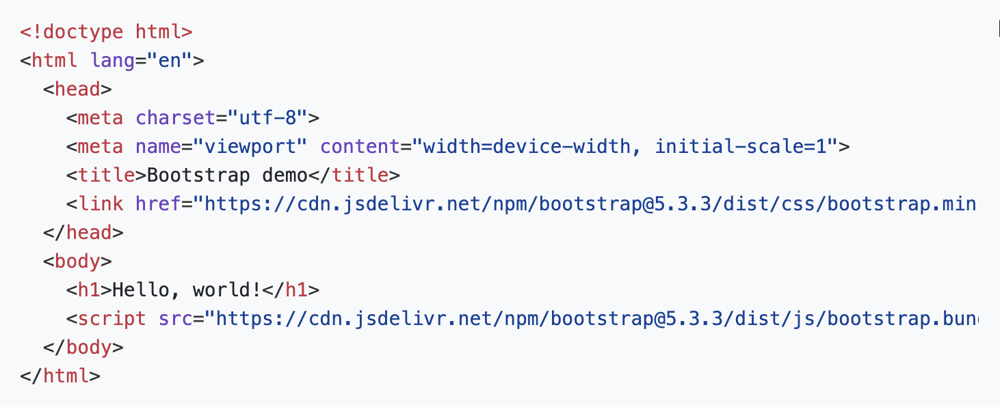 <!doctype html>
<html lang="en">
  <head>
    <meta charset="utf-8">
    <meta name="viewport" content="width=device-width, initial-scale=1">
    <title>Bootstrap demo</title>
    <link href="https://cdn.jsdelivr.net/npm/bootstrap@5.3.3/dist/css/bootstrap.min
  </head>
  <body>
    <h1>Hello, world!</h1>
    <script src="https://cdn.jsdelivr.net/npm/bootstrap@5.3.3/dist/js/bootstrap.bun
  </body>
</html>